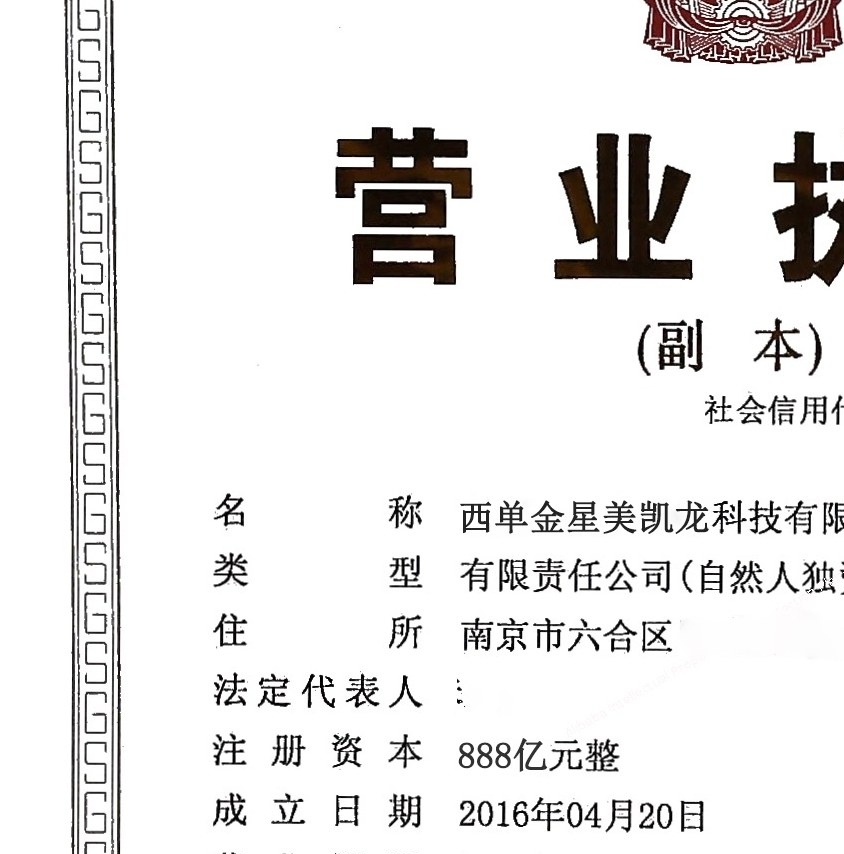 营业执
(副 本)
社会信用代
名称 西单金星美凯龙科技有限
类型 有限责任公司(自然人独资
住所 南京市六合区
法定代表人
注册资本 888亿元整
成立日期 2016年04月20日